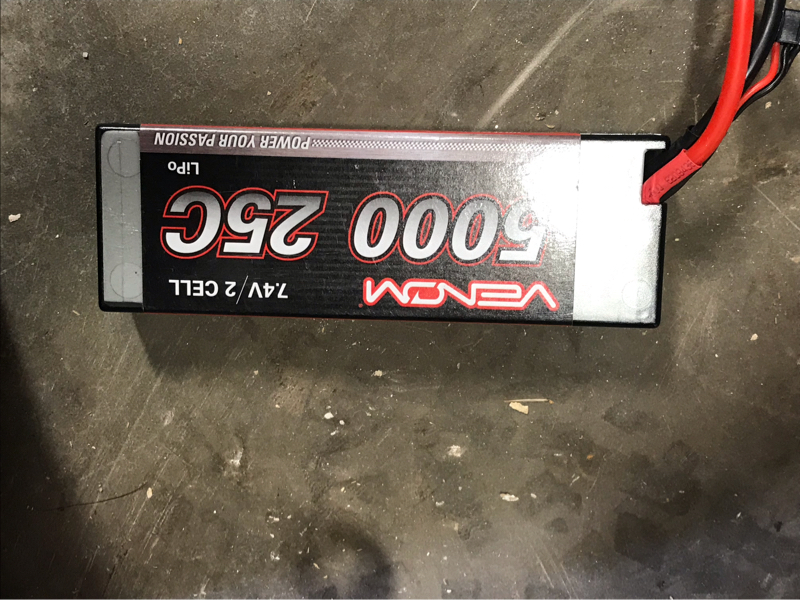 VENOM
7.4V/2 CELL
5000 25C
LiPo
POWER YOUR PASSION